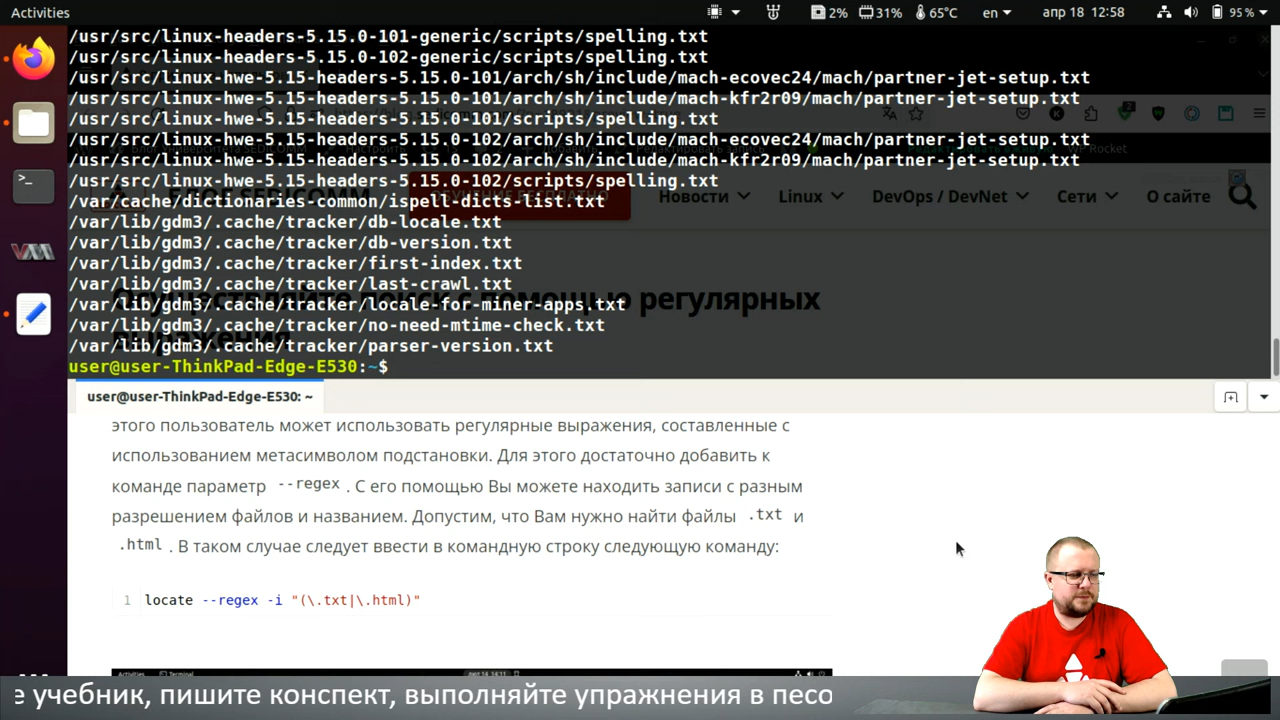 Activities
2%
31%
65°C
en
апр 18 12:58
95 %
/usr/src/linux-headers-5.15.0-101-generic/scripts/spelling.txt
/usr/src/linux-headers-5.15.0-102-generic/scripts/spelling.txt
/usr/src/linux-hwe-5.15-headers-5.15.0-101/arch/sh/include/mach-ecovec24/mach/partner-jet-setup.txt
/usr/src/linux-hwe-5.15-headers-5.15.0-101/arch/sh/include/mach-kfr2r09/mach/partner-jet-setup.txt
/usr/src/linux-hwe-5.15-headers-5.15.0-101/scripts/spelling.txt
/usr/src/linux-hwe-5.15-headers-5.15.0-102/arch/sh/include/mach-ecovec24/mach/partner-jet-setup.txt
/usr/src/linux-hwe-5.15-headers-5.15.0-102/arch/sh/include/mach-kfr2r09/mach/partner-jet-setup.txt
/usr/src/linux-hwe-5.15-headers-5.15.0-102/scripts/spelling.txt
/var/cache/dictionaries-common/ispell-dicts-list.txt
Новости Linux DevOps / DevNet Сети О сайте
/var/lib/gdm3/.cache/tracker/db-locale.txt
/var/lib/gdm3/.cache/tracker/db-version.txt
/var/lib/gdm3/.cache/tracker/first-index.txt
/var/lib/gdm3/.cache/tracker/last-crawl.txt
Осуществляйте поиск с помощью регулярных
/var/lib/gdm3/.cache/tracker/locale-for-miner-apps.txt
/var/lib/gdm3/.cache/tracker/no-need-mtime-check.txt
выражения
/var/lib/gdm3/.cache/tracker/parser-version.txt
user@user-ThinkPad-Edge-E530:~$
user@user-ThinkPad-Edge-E530: ~
этого пользователь может использовать регулярные выражения, составленные с
использованием метасимволом подстановки. Для этого достаточно добавить к
команде параметр --regex . С его помощью Вы можете находить записи с разным
разрешением файлов и названием. Допустим, что Вам нужно найти файлы .txt и
.html . В таком случае следует ввести в командную строку следующую команду:
1 locate --regex -i "(\.txt|\.html)"
е учебник, пишите конспект, выполняйте упражнения в песо